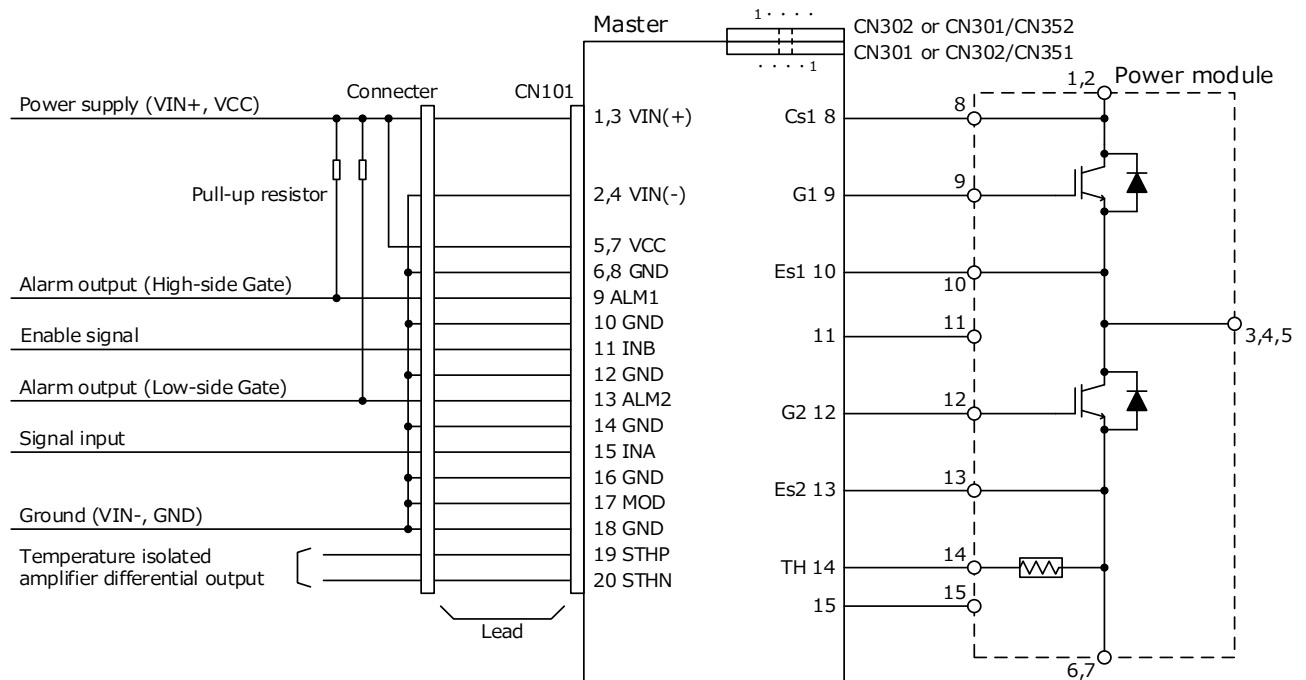 Master
1 · · · ·
CN302 or CN301/CN352
CN301 or CN302/CN351
· · · · 1
Power supply (VIN+, VCC)
Connecter
CN101
1,3 VIN(+)
Pull-up resistor
2,4 VIN(-)
5,7 VCC
6,8 GND
Alarm output (High-side Gate)
9 ALM1
10 GND
Enable signal
11 INB
12 GND
Alarm output (Low-side Gate)
13 ALM2
14 GND
Signal input
15 INA
16 GND
17 MOD
Ground (VIN-, GND)
18 GND
Temperature isolated
amplifier differential output
19 STHP
20 STHN
Lead
Cs1 8
G1 9
Es1 10
11
G2 12
Es2 13
TH 14
15
1,2
Power module
8
9
10
11
3,4,5
12
13
14
15
6,7